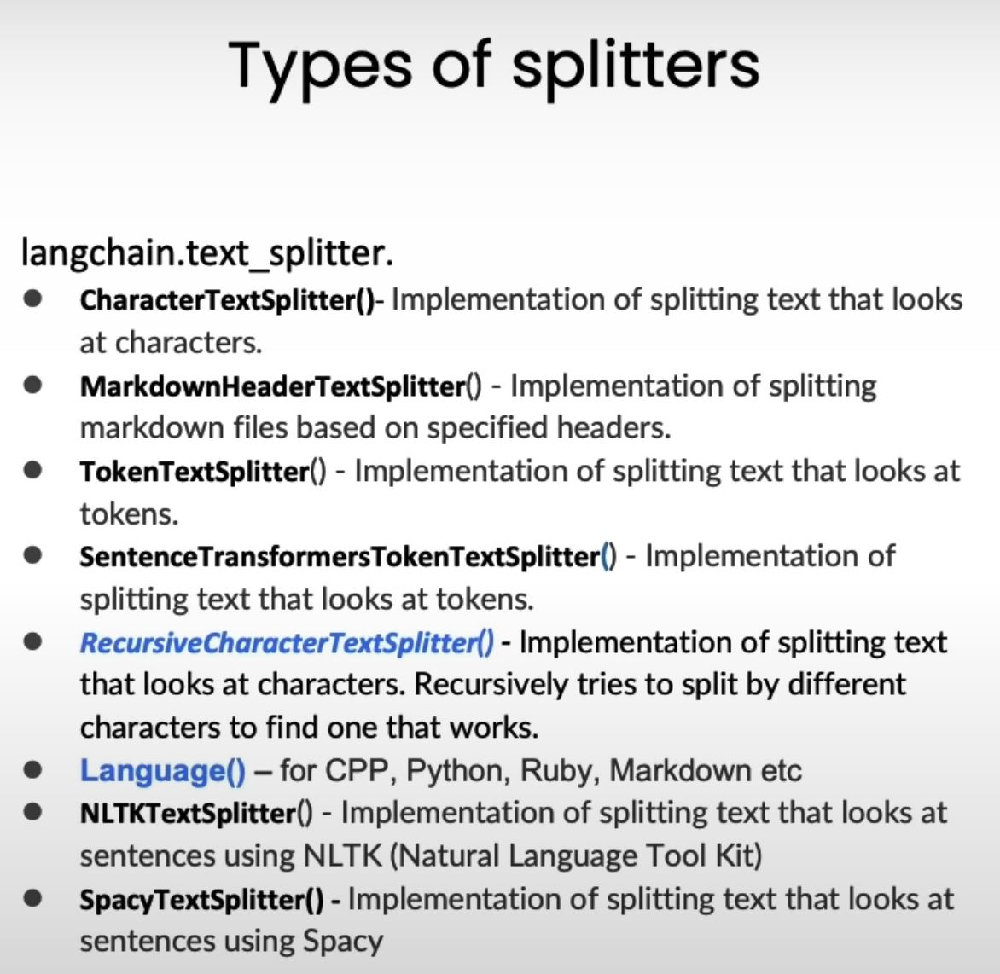 Types of splitters
langchain.text_splitter.
● CharacterTextSplitter()- Implementation of splitting text that looks
at characters.
● MarkdownHeaderTextSplitter() - Implementation of splitting
markdown files based on specified headers.
● TokenTextSplitter() - Implementation of splitting text that looks at
tokens.
● SentenceTransformersTokenTextSplitter() - Implementation of
splitting text that looks at tokens.
● RecursiveCharacterTextSplitter() - Implementation of splitting text
that looks at characters. Recursively tries to split by different
characters to find one that works.
● Language() – for CPP, Python, Ruby, Markdown etc
● NLTKTextSplitter() - Implementation of splitting text that looks at
sentences using NLTK (Natural Language Tool Kit)
● SpacyTextSplitter() - Implementation of splitting text that looks at
sentences using Spacy